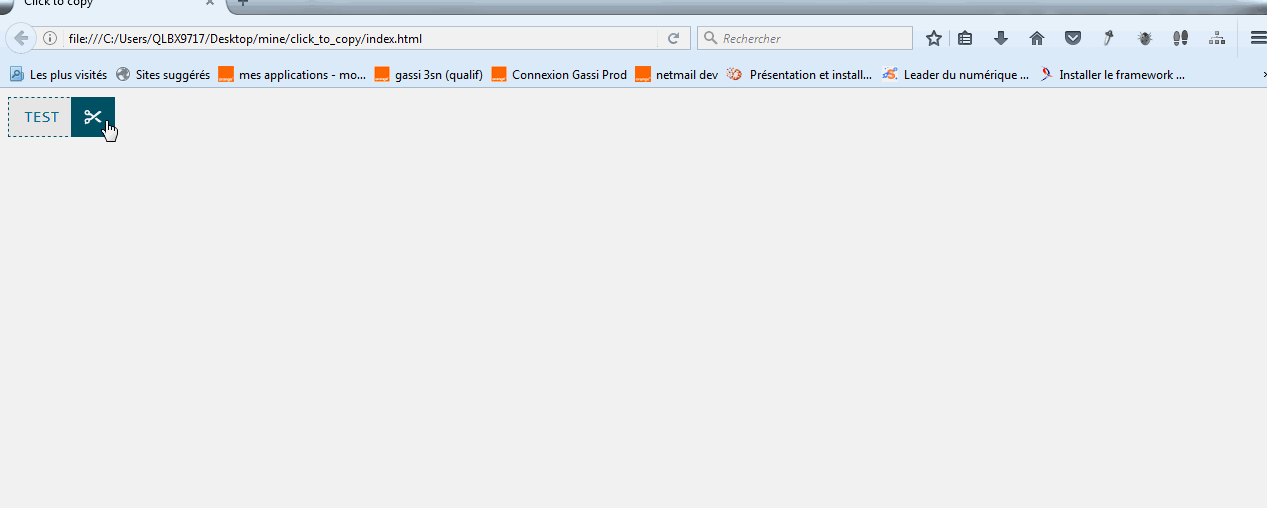 Click to copy
file:///C:/Users/QLBX9717/Desktop/mine/click_to_copy/index.html
Rechercher
Les plus visités Sites suggérés mes applications - mo... gassi 3sn (qualif) Connexion Gassi Prod netmail dev Présentation et install... Leader du numérique ... Installer le framework ...
TEST